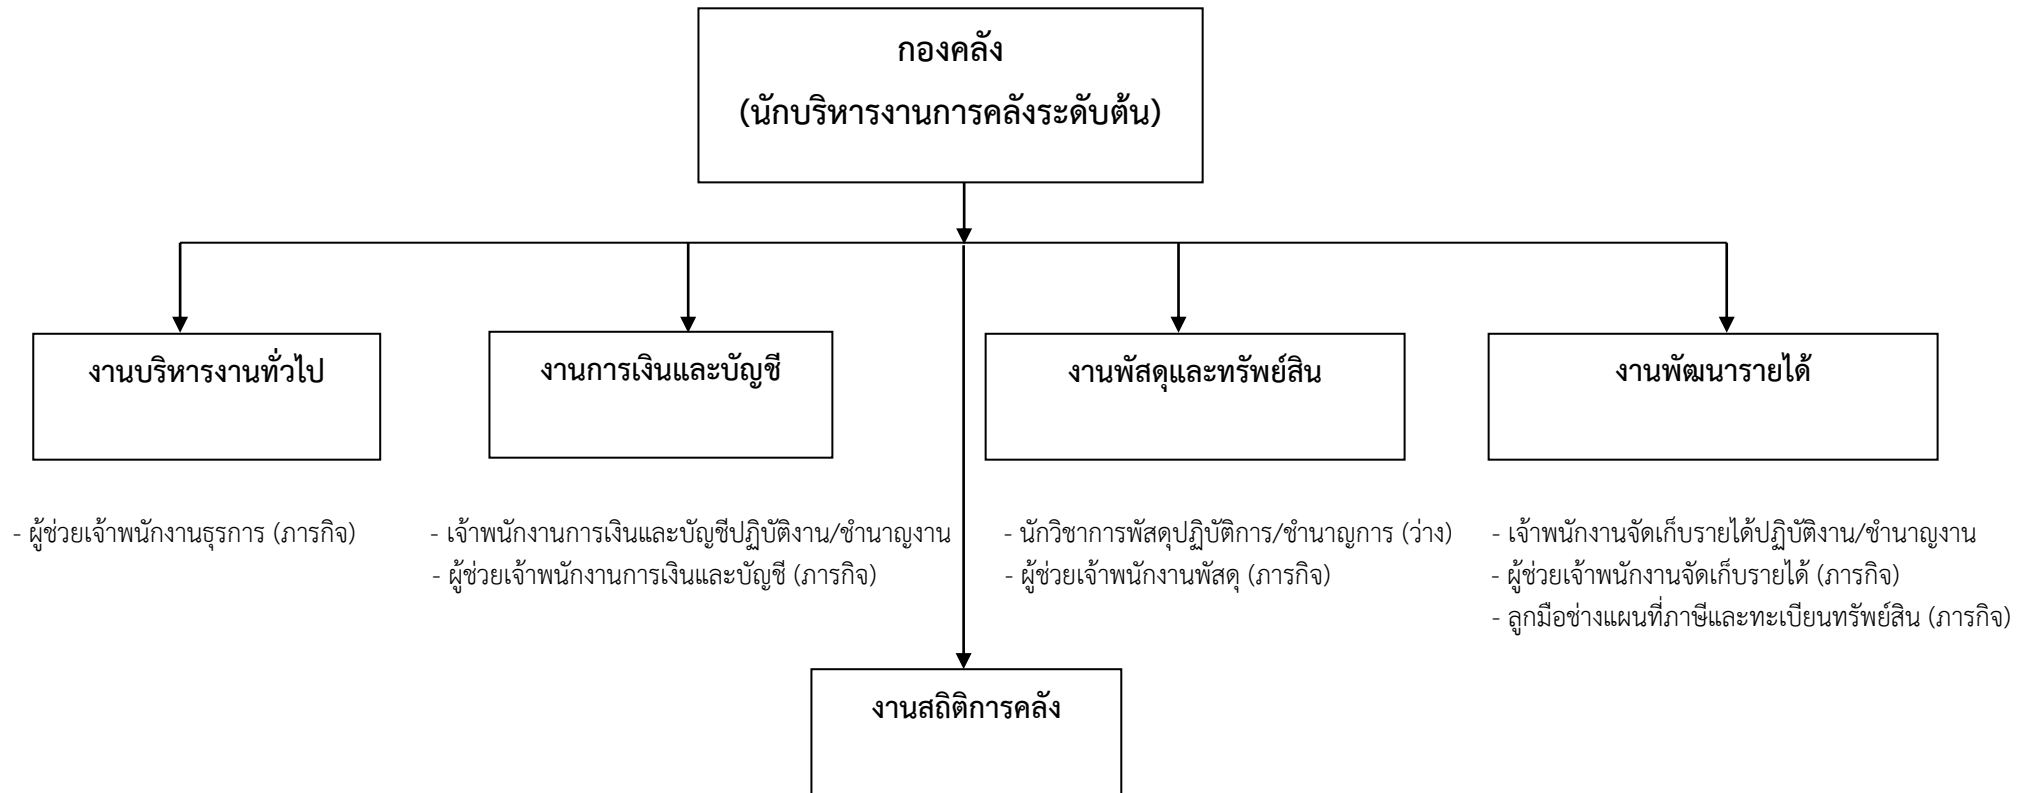 กองคลัง
(นักบริหารงานการคลังระดับต้น)
งานบริหารงานทั่วไป
งานการเงินและบัญชี
งานพัสดุและทรัพย์สิน
งานพัฒนารายได้
- ผู้ช่วยเจ้าพนักงานธุรการ (ภารกิจ)
- เจ้าพนักงานการเงินและบัญชีปฏิบัติงาน/ชำนาญงาน
- ผู้ช่วยเจ้าพนักงานการเงินและบัญชี (ภารกิจ)
- นักวิชาการพัสดุปฏิบัติการ/ชำนาญการ (ว่าง)
- ผู้ช่วยเจ้าพนักงานพัสดุ (ภารกิจ)
- เจ้าพนักงานจัดเก็บรายได้ปฏิบัติงาน/ชำนาญงาน
- ผู้ช่วยเจ้าพนักงานจัดเก็บรายได้ (ภารกิจ)
- ลูกมือช่างแผนที่ภาษีและทะเบียนทรัพย์สิน (ภารกิจ)
งานสถิติการคลัง